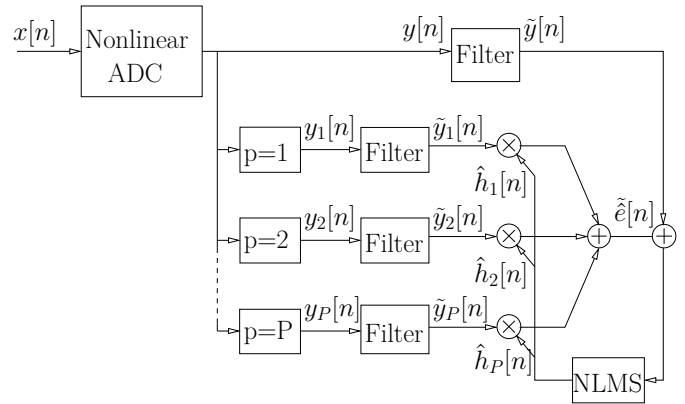 x[n]
Nonlinear
ADC
y[n]
Filter
ỹ[n]
p=1
y₁[n]
Filter
ỹ₁[n]
×
ĥ₁[n]
p=2
y₂[n]
Filter
ỹ₂[n]
×
ĥ₂[n]
+
ẽ̂[n]
+
p=P
y_P[n]
Filter
ỹ_P[n]
×
ĥ_P[n]
NLMS